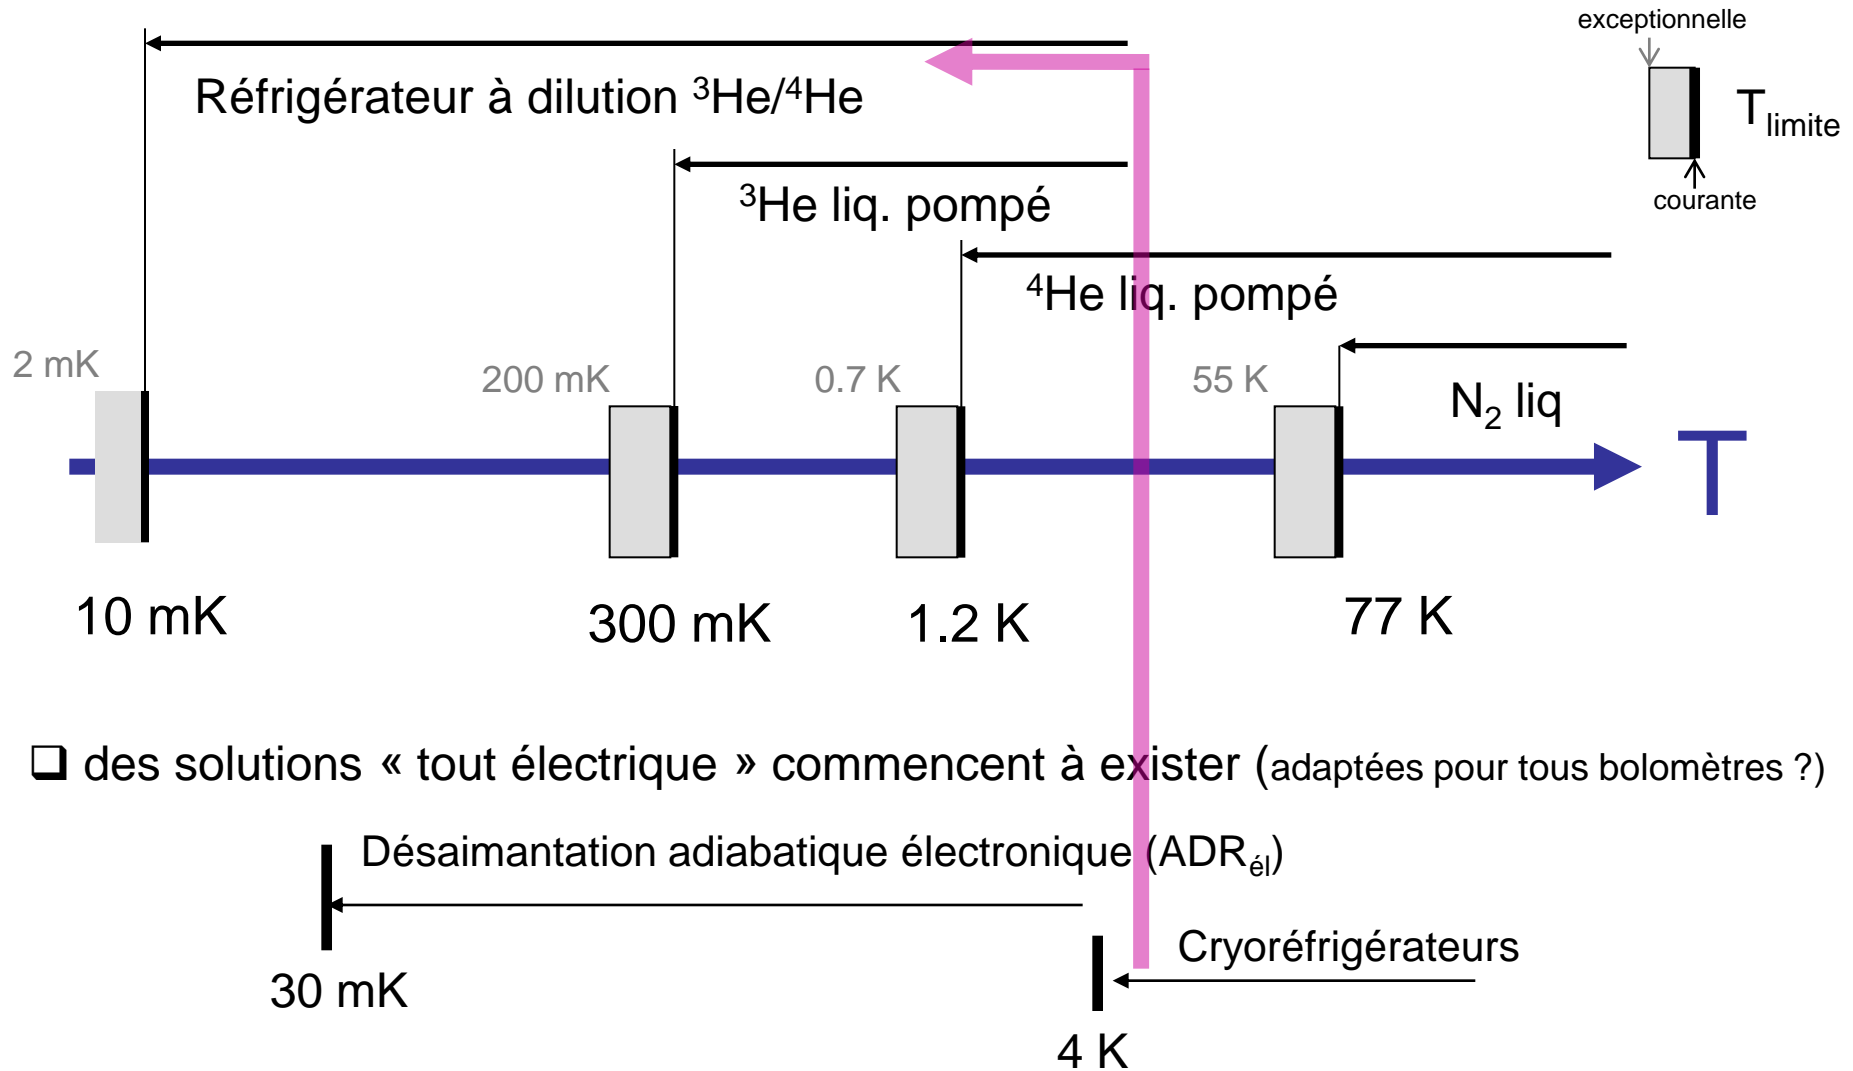 exceptionnelle
Réfrigérateur à dilution ³He/⁴He
T_limite
courante
³He liq. pompé
⁴He liq. pompé
2 mK
200 mK
0.7 K
55 K
N₂ liq
T
10 mK
300 mK
1.2 K
77 K
❑ des solutions « tout électrique » commencent à exister (adaptées pour tous bolomètres ?)
Désaimantation adiabatique électronique (ADR_él)
Cryoréfrigérateurs
30 mK
4 K